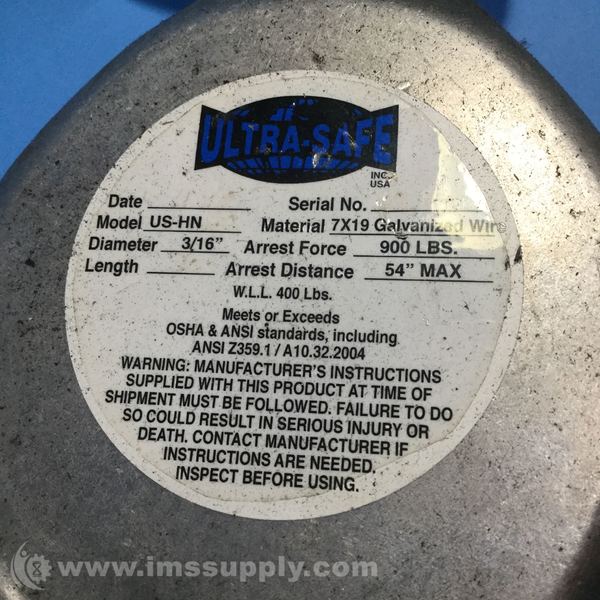 ULTRA-SAFE
INC.
USA
Date Serial No.
Model US-HN Material 7X19 Galvanized Wire
Diameter 3/16" Arrest Force 900 LBS.
Length Arrest Distance 54" MAX
W.L.L. 400 Lbs.
Meets or Exceeds
OSHA & ANSI standards, including
ANSI Z359.1 / A10.32.2004
WARNING: MANUFACTURER'S INSTRUCTIONS
SUPPLIED WITH THIS PRODUCT AT TIME OF
SHIPMENT MUST BE FOLLOWED. FAILURE TO DO
SO COULD RESULT IN SERIOUS INJURY OR
DEATH. CONTACT MANUFACTURER IF
INSTRUCTIONS ARE NEEDED.
INSPECT BEFORE USING.
www.imssupply.com